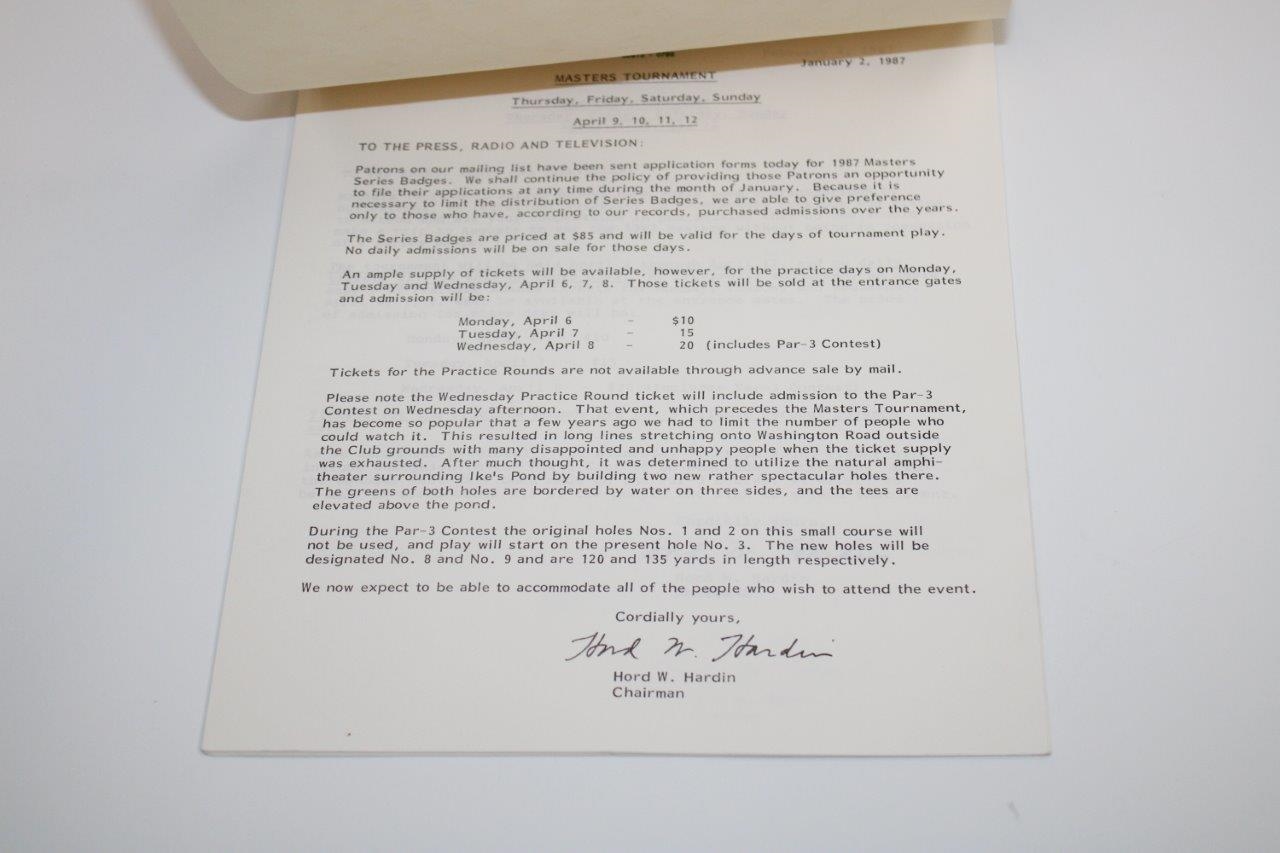 January 2, 1987
MASTERS TOURNAMENT
Thursday, Friday, Saturday, Sunday
April 9, 10, 11, 12
TO THE PRESS, RADIO AND TELEVISION:
Patrons on our mailing list have been sent application forms today for 1987 Masters
Series Badges. We shall continue the policy of providing those Patrons an opportunity
to file their applications at any time during the month of January. Because it is
necessary to limit the distribution of Series Badges, we are able to give preference
only to those who have, according to our records, purchased admissions over the years.
The Series Badges are priced at $85 and will be valid for the days of tournament play.
No daily admissions will be on sale for those days.
An ample supply of tickets will be available, however, for the practice days on Monday,
Tuesday and Wednesday, April 6, 7, 8. Those tickets will be sold at the entrance gates
and admission will be:
Monday, April 6 - $10
Tuesday, April 7 - 15
Wednesday, April 8 - 20 (includes Par-3 Contest)
Tickets for the Practice Rounds are not available through advance sale by mail.
Please note the Wednesday Practice Round ticket will include admission to the Par-3
Contest on Wednesday afternoon. That event, which precedes the Masters Tournament,
has become so popular that a few years ago we had to limit the number of people who
could watch it. This resulted in long lines stretching onto Washington Road outside
the Club grounds with many disappointed and unhappy people when the ticket supply
was exhausted. After much thought, it was determined to utilize the natural amphi-
theater surrounding Ike's Pond by building two new rather spectacular holes there.
The greens of both holes are bordered by water on three sides, and the tees are
elevated above the pond.
During the Par-3 Contest the original holes Nos. 1 and 2 on this small course will
not be used, and play will start on the present hole No. 3. The new holes will be
designated No. 8 and No. 9 and are 120 and 135 yards in length respectively.
We now expect to be able to accommodate all of the people who wish to attend the event.
Cordially yours,
Hord W. Hardin
Hord W. Hardin
Chairman